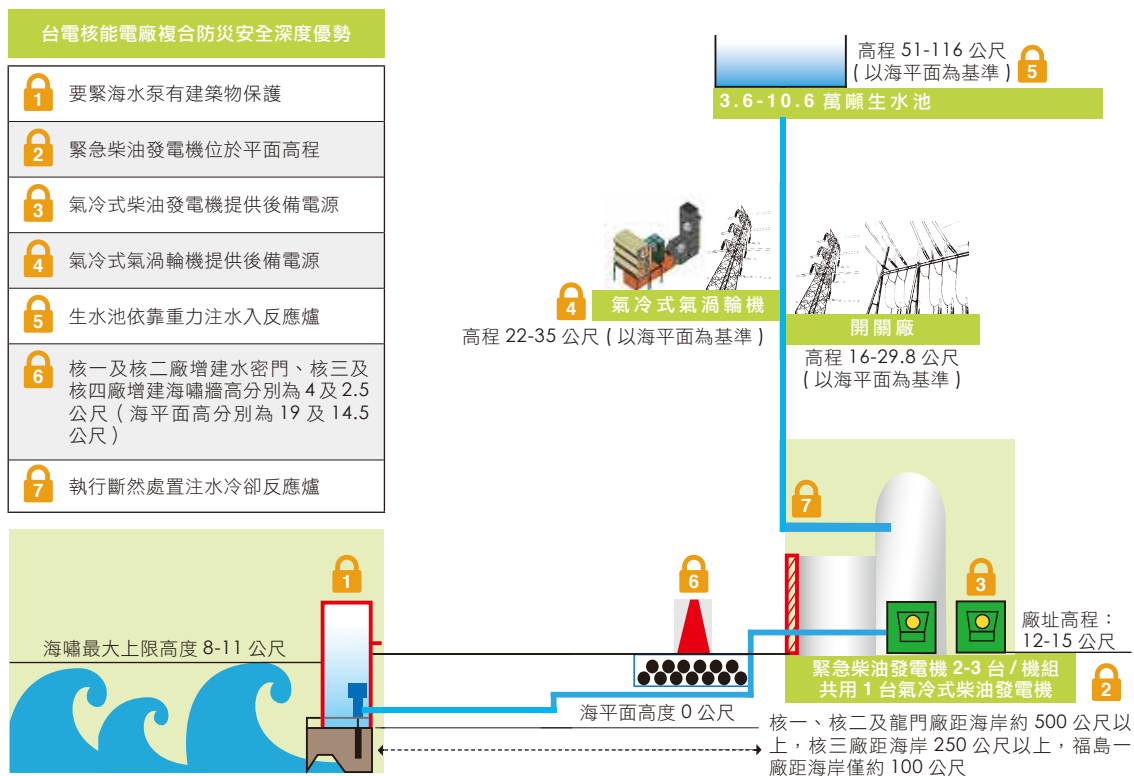 台電核能電廠複合防災安全深度優勢
1 要緊海水泵有建築物保護
2 緊急柴油發電機位於平面高程
3 氣冷式柴油發電機提供後備電源
4 氣冷式氣渦輪機提供後備電源
5 生水池依靠重力注水入反應爐
6 核一及核二廠增建水密門、核三及
核四廠增建海嘯牆高分別為 4 及 2.5
公尺 ( 海平面高分別為 19 及 14.5
公尺 )
7 執行斷然處置注水冷卻反應爐
高程 51-116 公尺
( 以海平面為基準 ) 5
3.6-10.6 萬噸生水池
4 氣冷式氣渦輪機
高程 22-35 公尺 ( 以海平面為基準 )
開關廠
高程 16-29.8 公尺
( 以海平面為基準 )
7
1
6
3
海嘯最大上限高度 8-11 公尺
廠址高程：
12-15 公尺
緊急柴油發電機 2-3 台 / 機組
共用 1 台氣冷式柴油發電機
2
海平面高度 0 公尺
核一、核二及龍門廠距海岸約 500 公尺以
上，核三廠距海岸 250 公尺以上，福島一
廠距海岸僅約 100 公尺